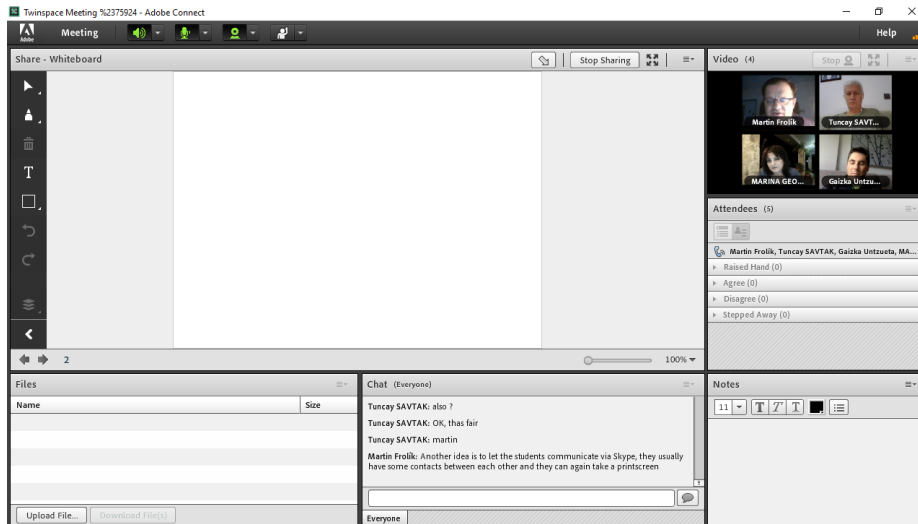 Twinspace Meeting %2375924 - Adobe Connect
Adobe
Meeting
Help
Share - Whiteboard
Stop Sharing
T
2
100%
Video (4)
Stop
Martin Frolík
Tuncay SAVT...
MARINA GEO...
Gaizka Untzu...
Attendees (5)
Martin Frolík, Tuncay SAVTAK, Gaizka Untzueta, MA...
Raised Hand (0)
Agree (0)
Disagree (0)
Stepped Away (0)
Files
Name Size
Upload File... Download File(s)
Chat (Everyone)
Tuncay SAVTAK: also ?
Tuncay SAVTAK: OK, thas fair
Tuncay SAVTAK: martin
Martin Frolík: Another idea is to let the students communicate via Skype, they usually
have some contacts between each other and they can again take a printscreen
Everyone
Notes
11 T T T